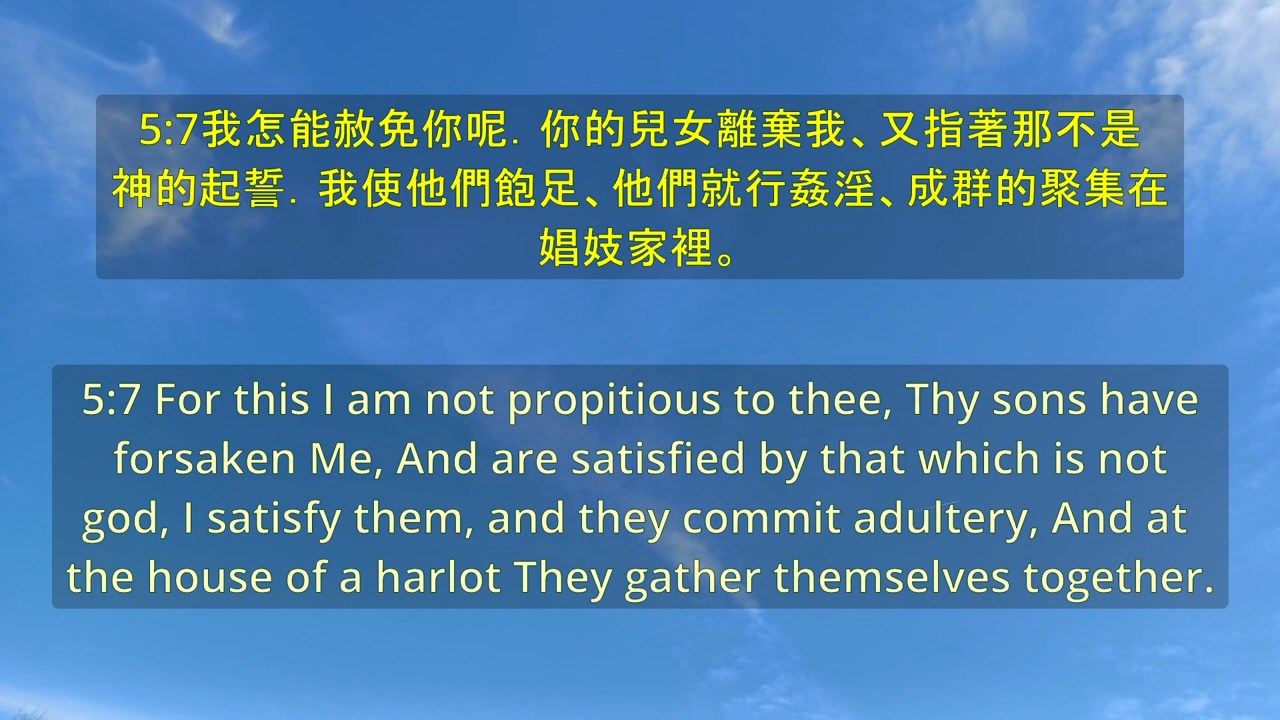 5:7我怎能赦免你呢．你的兒女離棄我、又指著那不是
神的起誓．我使他們飽足、他們就行姦淫、成群的聚集在
娼妓家裡。
5:7 For this I am not propitious to thee, Thy sons have
forsaken Me, And are satisfied by that which is not
god, I satisfy them, and they commit adultery, And at
the house of a harlot They gather themselves together.